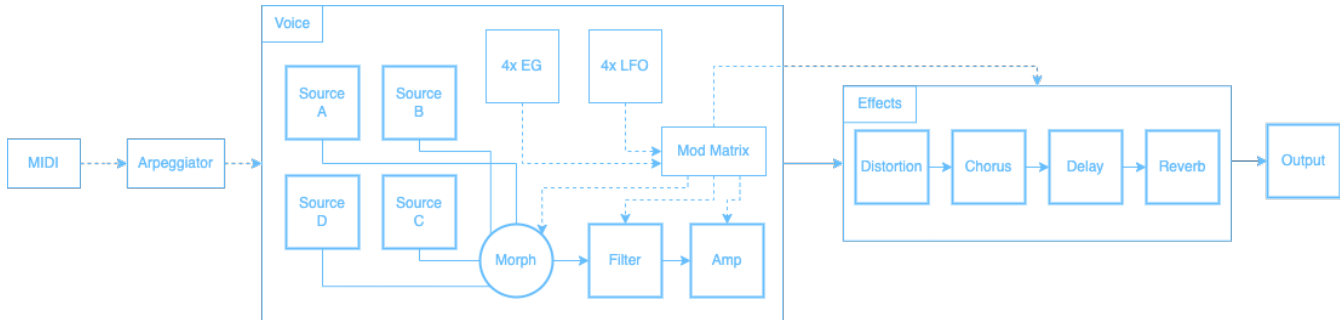 Voice
4x EG
4x LFO
Source
A
Source
B
Effects
MIDI
Arpeggiator
Mod Matrix
Distortion
Chorus
Delay
Reverb
Output
Source
D
Source
C
Morph
Filter
Amp